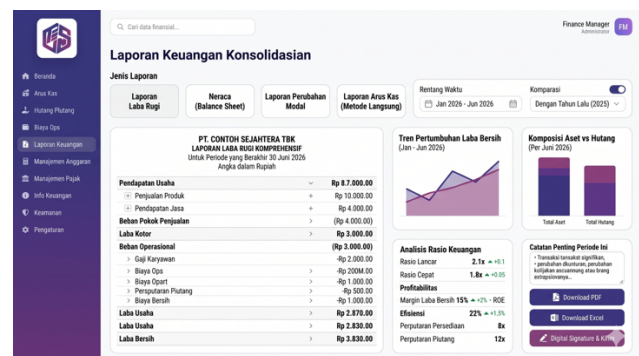 Cari data finansial...
Finance Manager
Administrator
FM
Beranda
Arus Kas
Hutang Piutang
Biaya Ops
Laporan Keuangan
Manajemen Anggaran
Manajemen Pajak
Info Keuangan
Keamanan
Pengaturan
Laporan Keuangan Konsolidasian
Jenis Laporan
Laporan
Laba Rugi
Neraca
(Balance Sheet)
Laporan Perubahan
Modal
Laporan Arus Kas
(Metode Langsung)
Rentang Waktu
Jan 2026 - Jun 2026
Komparasi
Dengan Tahun Lalu (2025)
PT. CONTOH SEJAHTERA TBK
LAPORAN LABA RUGI KOMPREHENSIF
Untuk Periode yang Berakhir 30 Juni 2026
Angka dalam Rupiah
Pendapatan Usaha Rp 8.7.000.00
Penjualan Produk + Rp 10.000.00
Pendapatan Jasa + Rp 4.000.00
Beban Pokok Penjualan > (Rp 4.000.00)
Laba Kotor > Rp 3.000.00
Beban Operasional (Rp 3.000.00)
> Gaji Karyawan -Rp 2.000.00
> Biaya Ops > -Rp 200M.00
> Biaya Opart > -Rp 1.000.00
> Persputaran Piutang > -Rp 500.00
> Biaya Bersih > -Rp 1.000.00
Laba Usaha > Rp 2.870.00
Laba Usaha > Rp 2.830.00
Laba Bersih > Rp 3.830.00
Tren Pertumbuhan Laba Bersih
(Jan - Jun 2026)
Komposisi Aset vs Hutang
(Per Juni 2026)
Total Aset Total Hutang
Analisis Rasio Keuangan
Rasio Lancar 2.1x ▲ +0.1
Rasio Cepat 1.8x ▲ +0.05
Profitabilitas
Margin Laba Bersih 15% ▲ +2% - ROE
Efisiensi 22% ▲ +1.5%
Perputaran Persediaan 8x
Perputaran Piutang 12x
Catatan Penting Periode Ini
• Transaksi tansakat signifikan,
• perubahan dkunturan, perubahan
Download PDF
Download Excel
Digital Signature &